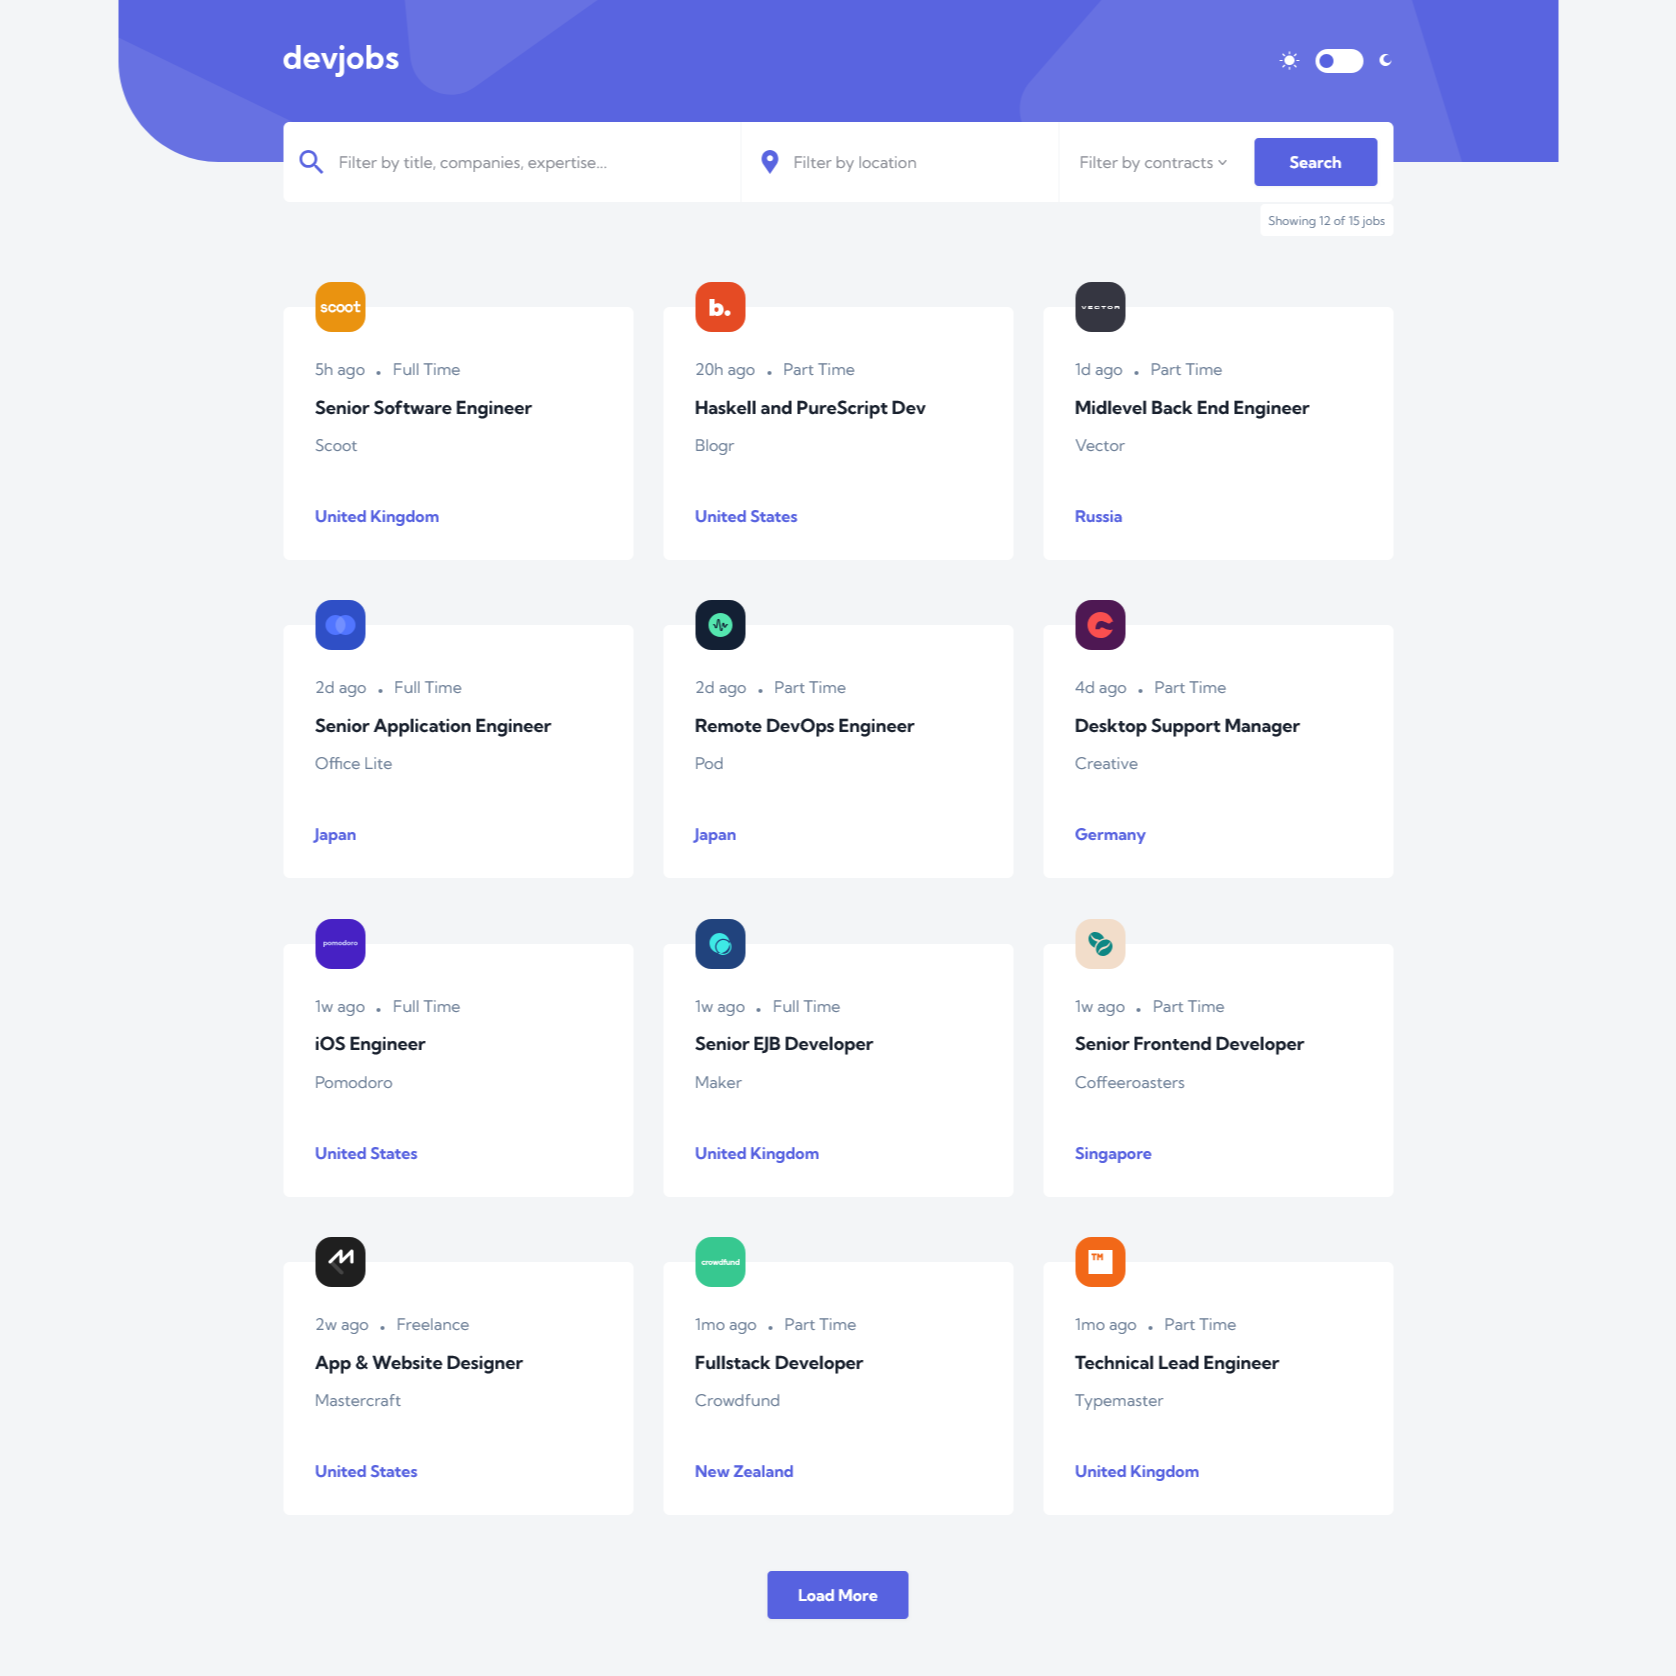 devjobs
Filter by title, companies, expertise...
Filter by location
Filter by contracts
Search
Showing 12 of 15 jobs
scoot
5h ago . Full Time
Senior Software Engineer
Scoot
United Kingdom
b.
20h ago . Part Time
Haskell and PureScript Dev
Blogr
United States
VECTOR
1d ago . Part Time
Midlevel Back End Engineer
Vector
Russia
2d ago . Full Time
Senior Application Engineer
Office Lite
Japan
2d ago . Part Time
Remote DevOps Engineer
Pod
Japan
4d ago . Part Time
Desktop Support Manager
Creative
Germany
pomodoro
1w ago . Full Time
iOS Engineer
Pomodoro
United States
1w ago . Full Time
Senior EJB Developer
Maker
United Kingdom
1w ago . Part Time
Senior Frontend Developer
Coffeeroasters
Singapore
2w ago . Freelance
App & Website Designer
Mastercraft
United States
crowdfund
1mo ago . Part Time
Fullstack Developer
Crowdfund
New Zealand
TM
1mo ago . Part Time
Technical Lead Engineer
Typemaster
United Kingdom
Load More